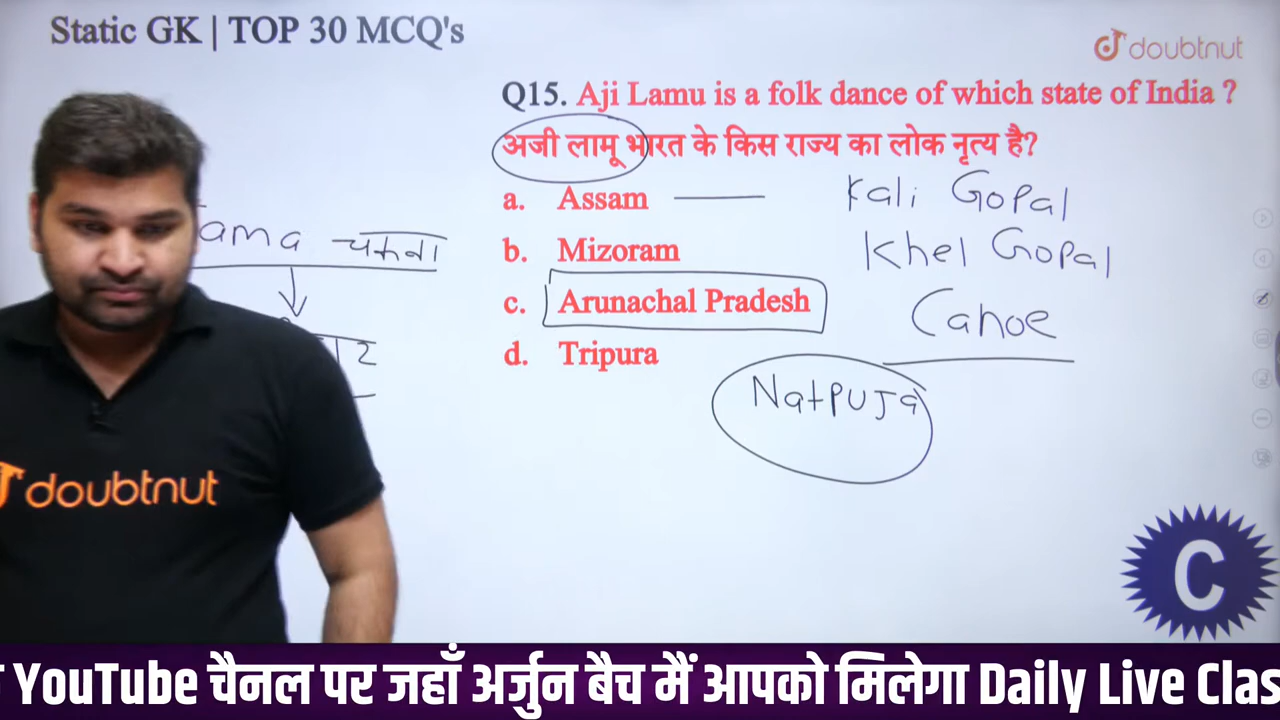 Static GK | TOP 30 MCQ's
doubtnut
Q15. Aji Lamu is a folk dance of which state of India ?
अजी लामू भारत के किस राज्य का लोक नृत्य है?
a. Assam
Kali Gopal
b. Mizoram
Khel Gopal
c. Arunachal Pradesh
Canoe
d. Tripura
Natpuja
ama
2
doubtnut
C
YouTube चैनल पर जहाँ अर्जुन बैच मैं आपको मिलेगा Daily Live Clas